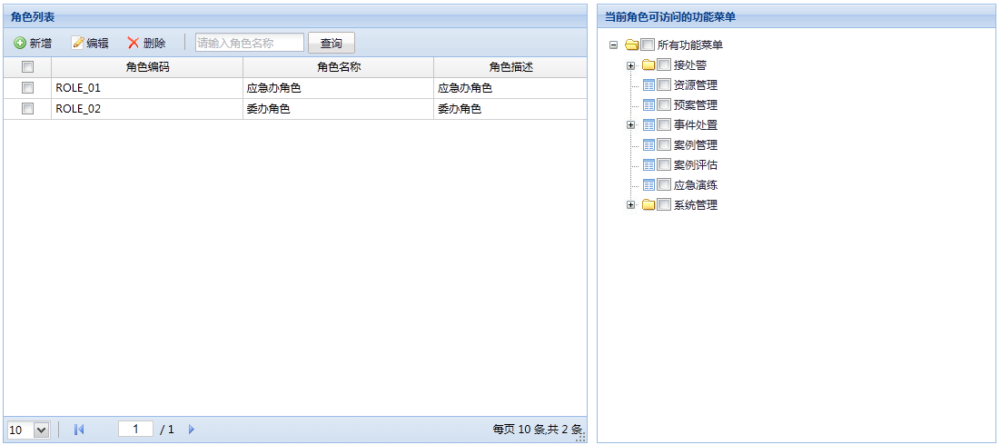 角色列表
新增 编辑 删除 请输入角色名称 查询
角色编码 角色名称 角色描述
ROLE_01 应急办角色 应急办角色
ROLE_02 委办角色 委办角色
10 1 / 1 每页 10 条,共 2 条
当前角色可访问的功能菜单
所有功能菜单
接处警
资源管理
预案管理
事件处置
案例管理
案例评估
应急演练
系统管理